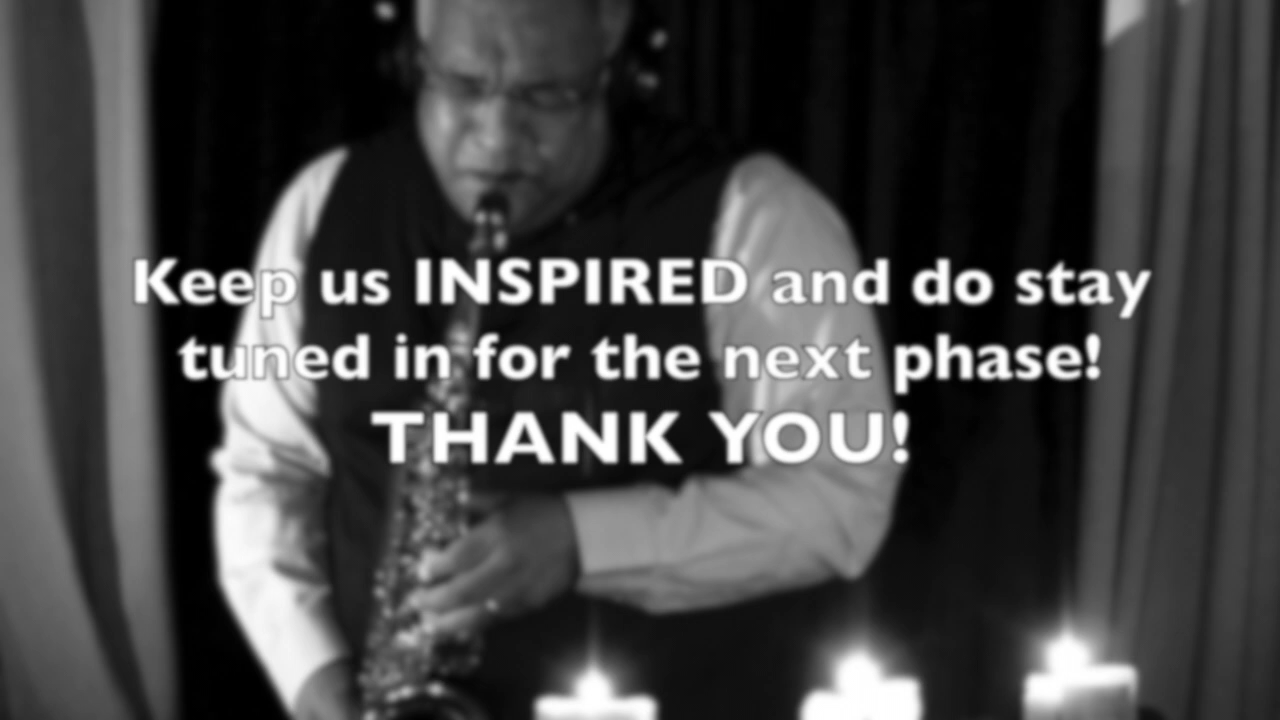 Keep us INSPIRED and do stay
tuned in for the next phase!
THANK YOU!